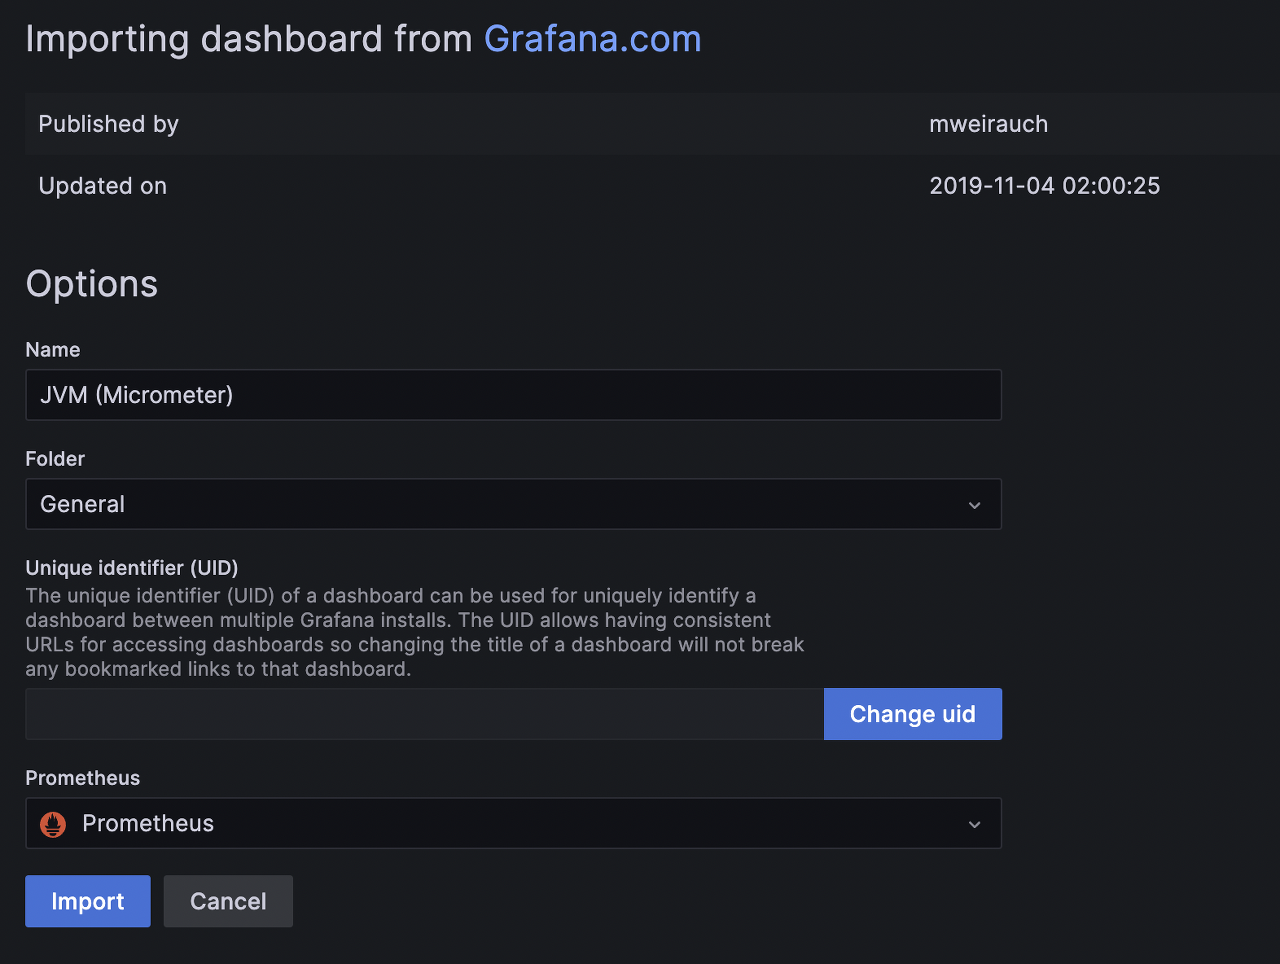 Importing dashboard from Grafana.com
Published by mweirauch
Updated on 2019-11-04 02:00:25
Options
Name
JVM (Micrometer)
Folder
General
Unique identifier (UID)
The unique identifier (UID) of a dashboard can be used for uniquely identify a
dashboard between multiple Grafana installs. The UID allows having consistent
URLs for accessing dashboards so changing the title of a dashboard will not break
any bookmarked links to that dashboard.
Change uid
Prometheus
Prometheus
Import Cancel